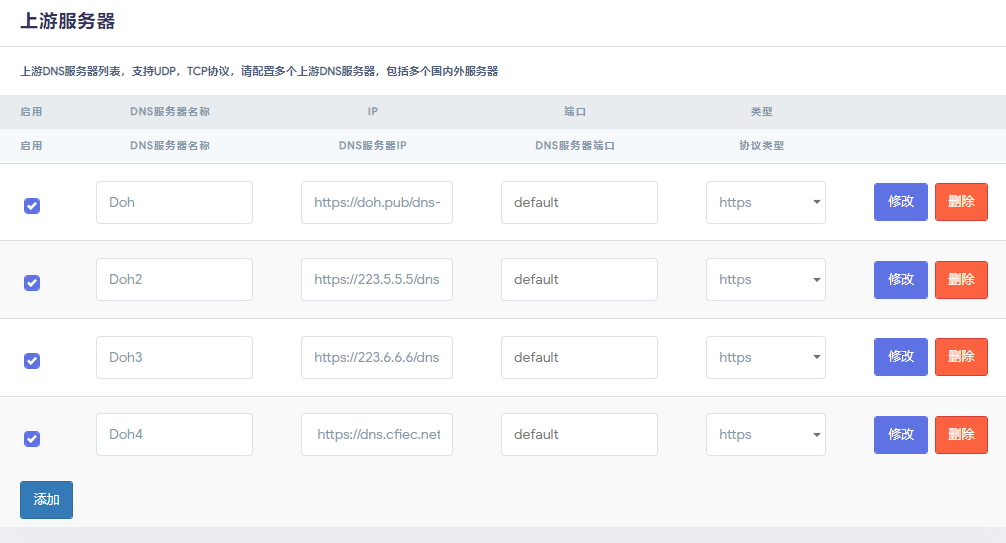 上游服务器
上游DNS服务器列表，支持UDP，TCP协议，请配置多个上游DNS服务器，包括多个国内外服务器
启用 DNS服务器名称 IP 端口 类型
启用 DNS服务器名称 DNS服务器IP DNS服务器端口 协议类型
Doh https://doh.pub/dns- default https 修改 删除
Doh2 https://223.5.5.5/dns default https 修改 删除
Doh3 https://223.6.6.6/dns default https 修改 删除
Doh4 https://dns.cfiec.net default https 修改 删除
添加